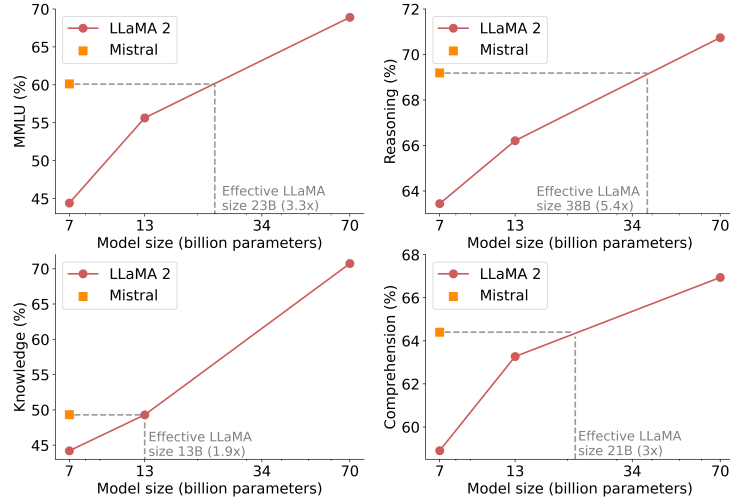 70
65
60
55
50
45
MMLU (%)
LLaMA 2
Mistral
Effective LLaMA
size 23B (3.3x)
7
13
34
70
Model size (billion parameters)
72
70
68
66
64
Reasoning (%)
LLaMA 2
Mistral
Effective LLaMA
size 38B (5.4x)
7
13
34
70
Model size (billion parameters)
70
65
60
55
50
45
Knowledge (%)
LLaMA 2
Mistral
Effective LLaMA
size 13B (1.9x)
7
13
34
70
Model size (billion parameters)
68
66
64
62
60
Comprehension (%)
LLaMA 2
Mistral
Effective LLaMA
size 21B (3x)
7
13
34
70
Model size (billion parameters)